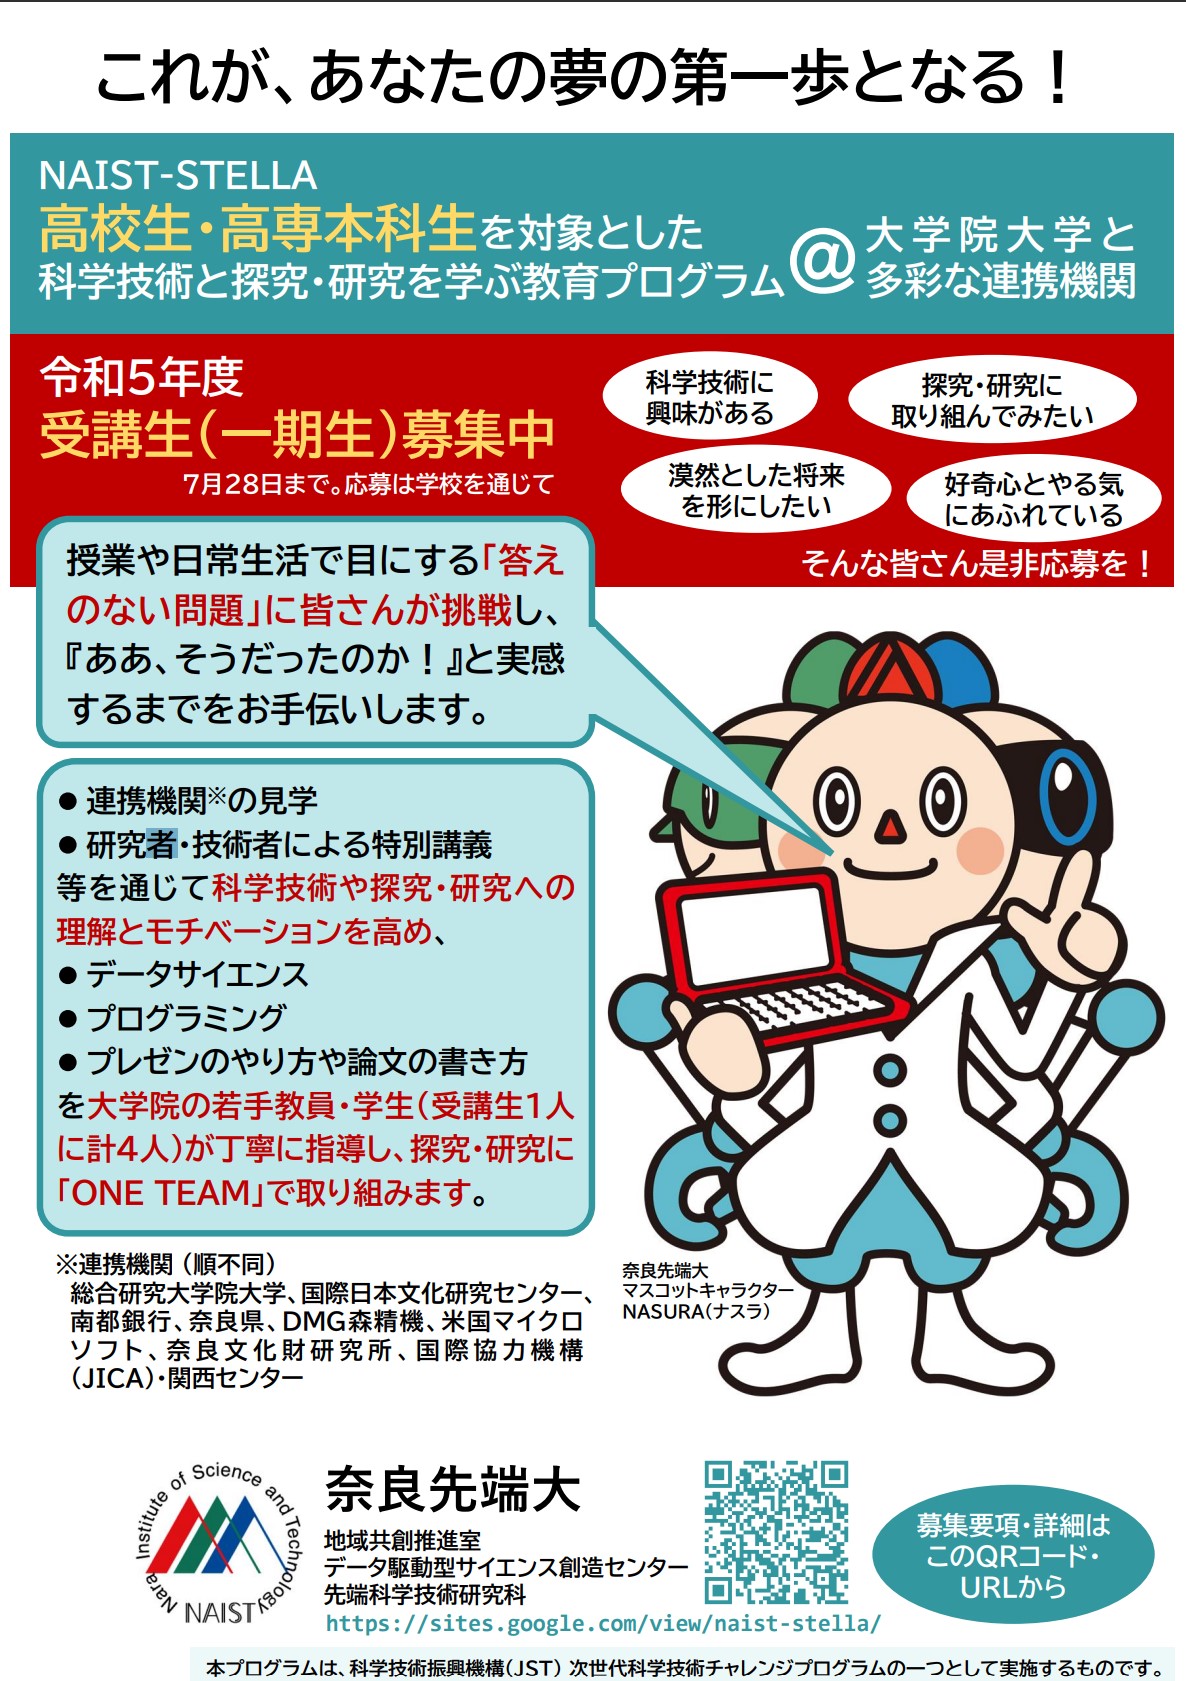 これが、あなたの夢の第一歩となる！
NAIST-STELLA
高校生・高専本科生を対象とした
科学技術と探究・研究を学ぶ教育プログラム
@
大学院大学と
多彩な連携機関
令和5年度
受講生（一期生）募集中
7月28日まで。応募は学校を通じて
科学技術に
興味がある
探究・研究に
取り組んでみたい
漠然とした将来
を形にしたい
好奇心とやる気
にあふれている
そんな皆さん是非応募を！
授業や日常生活で目にする「答え
のない問題」に皆さんが挑戦し、
『ああ、そうだったのか！』と実感
するまでをお手伝いします。
● 連携機関※の見学
● 研究者・技術者による特別講義
等を通じて科学技術や探究・研究への
理解とモチベーションを高め、
● データサイエンス
● プログラミング
● プレゼンのやり方や論文の書き方
を大学院の若手教員・学生（受講生1人
に計4人）が丁寧に指導し、探究・研究に
「ONE TEAM」で取り組みます。
※連携機関（順不同）
総合研究大学院大学、国際日本文化研究センター、
南都銀行、奈良県、DMG森精機、米国マイクロ
ソフト、奈良文化財研究所、国際協力機構
（JICA）・関西センター
奈良先端大
マスコットキャラクター
NASURA（ナスラ）
Nara Institute of Science and Technology
NAIST
奈良先端大
地域共創推進室
データ駆動型サイエンス創造センター
先端科学技術研究科
https://sites.google.com/view/naist-stella/
募集要項・詳細は
このQRコード・
URLから
本プログラムは、科学技術振興機構（JST） 次世代科学技術チャレンジプログラムの一つとして実施するものです。